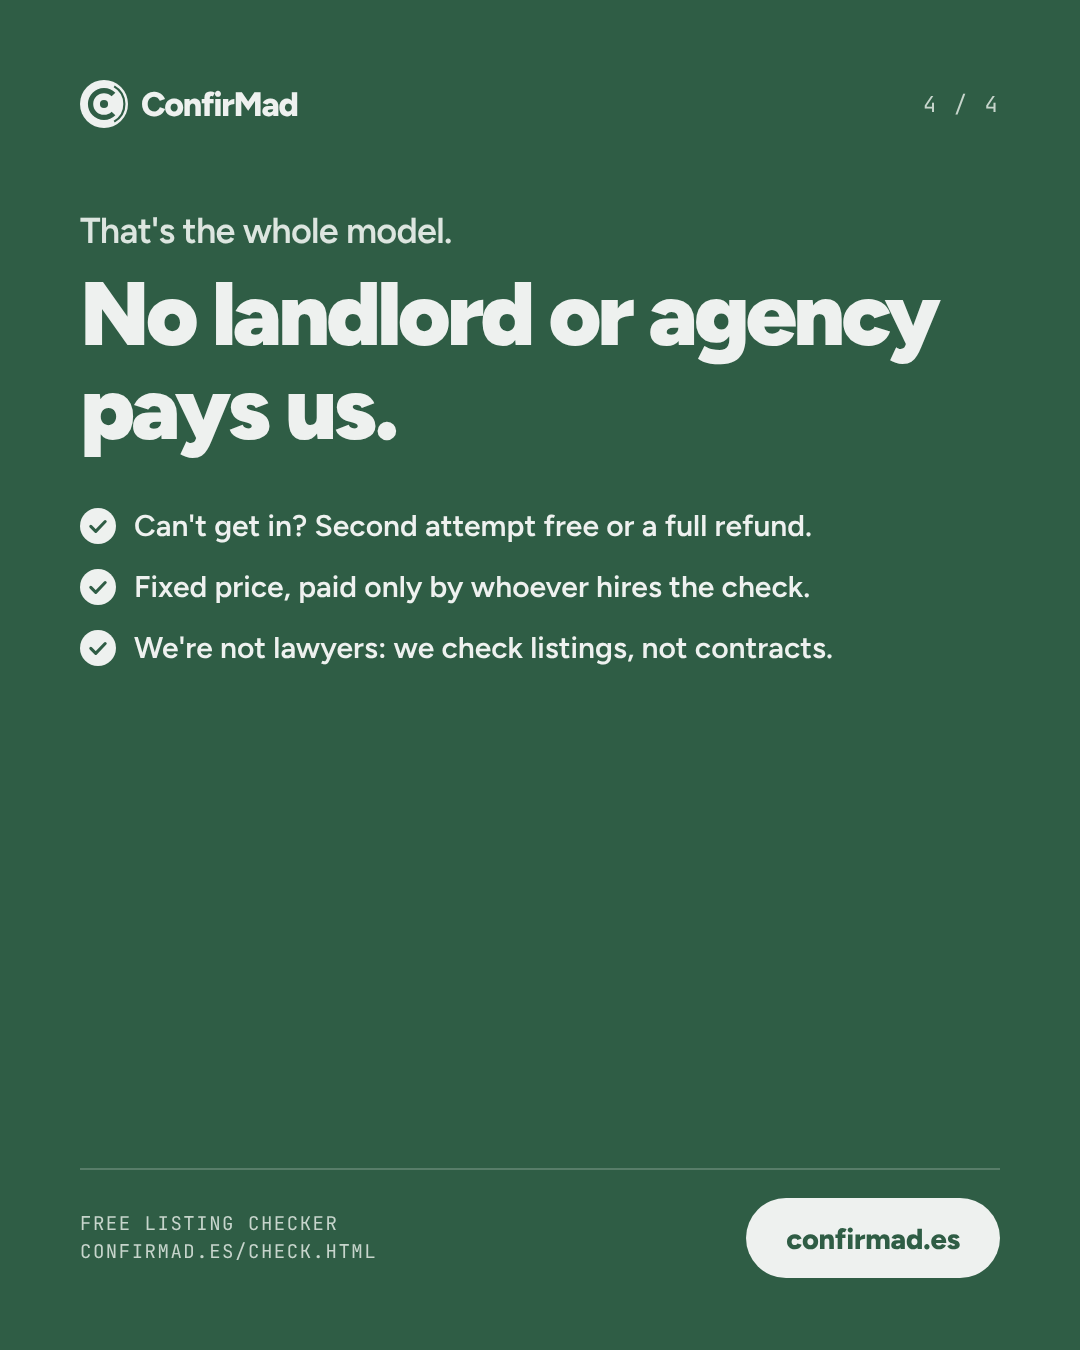 ConfirMad
4 / 4
That's the whole model.
No landlord or agency
pays us.
Can't get in? Second attempt free or a full refund.
Fixed price, paid only by whoever hires the check.
We're not lawyers: we check listings, not contracts.
FREE LISTING CHECKER
CONFIRMAD.ES/CHECK.HTML
confirmad.es